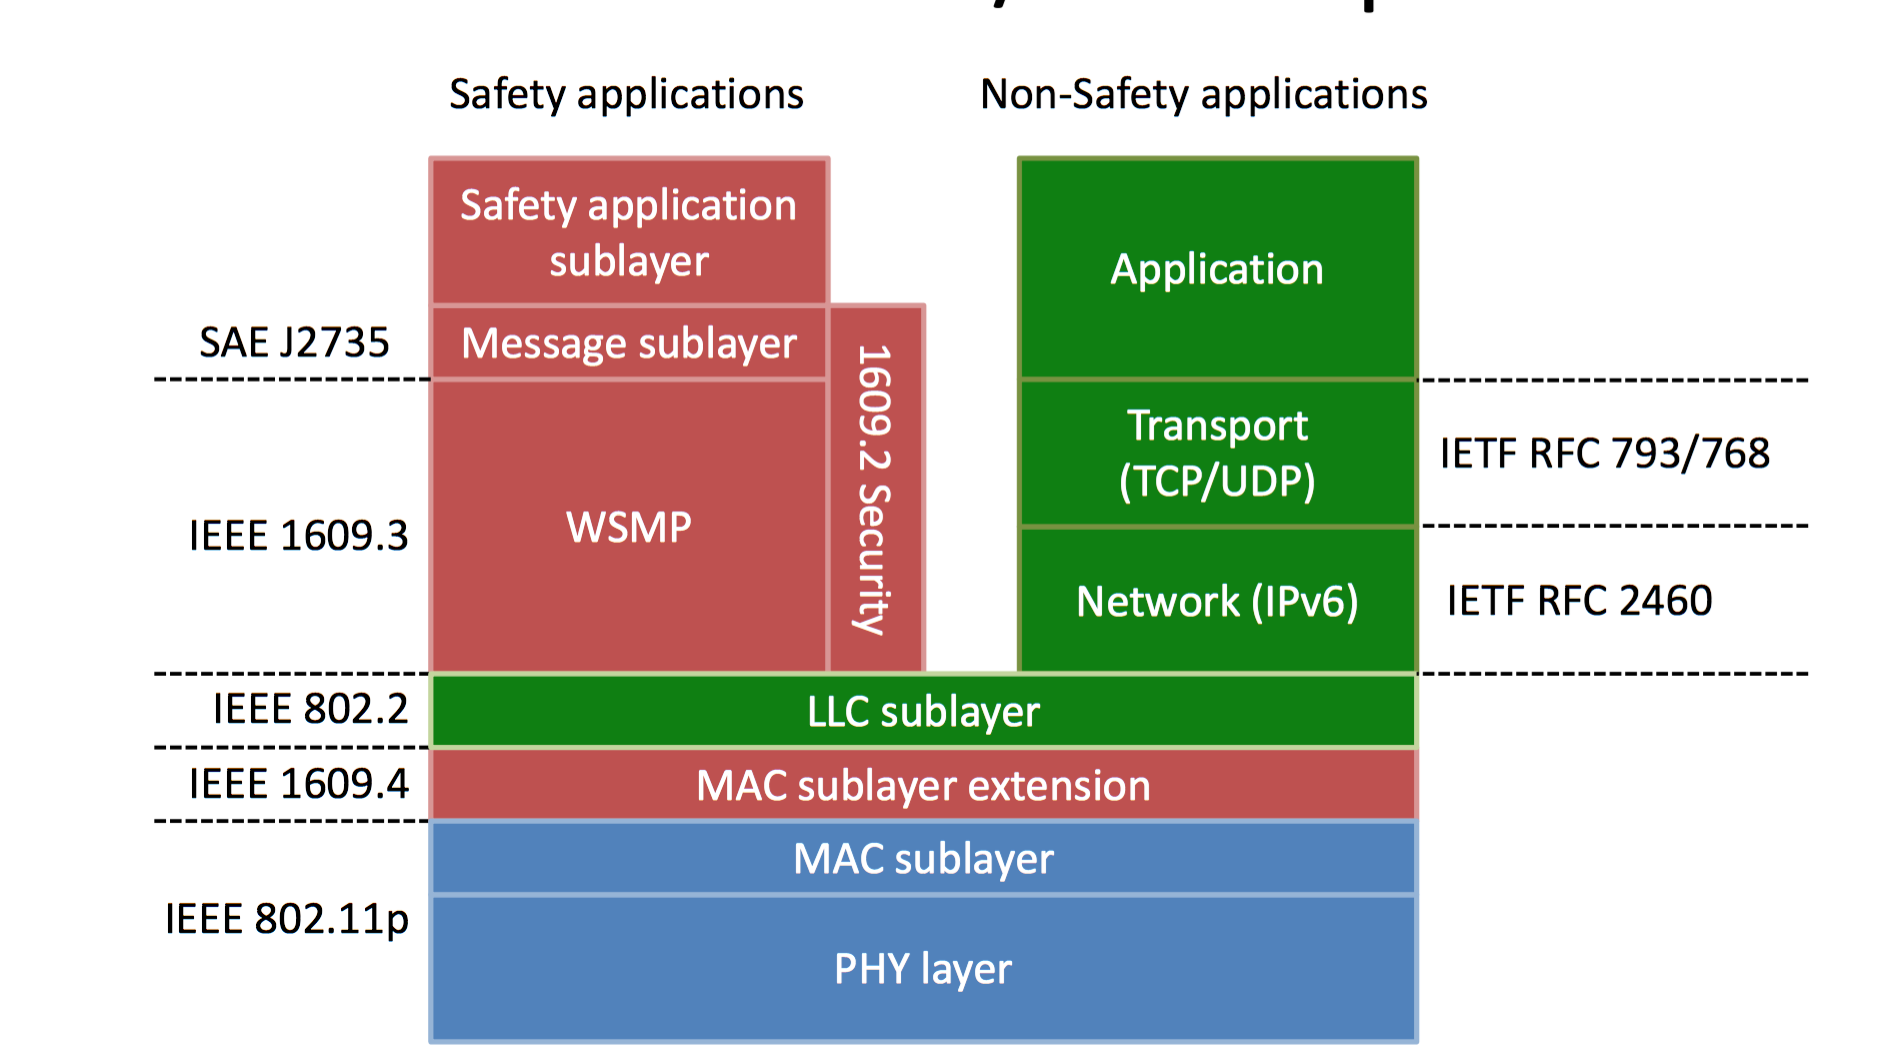 Safety applications
Non-Safety applications
Safety application
sublayer
Application
SAE J2735
Message sublayer
1609.2 Security
Transport
(TCP/UDP)
IETF RFC 793/768
IEEE 1609.3
WSMP
Network (IPv6)
IETF RFC 2460
IEEE 802.2
LLC sublayer
IEEE 1609.4
MAC sublayer extension
MAC sublayer
IEEE 802.11p
PHY layer